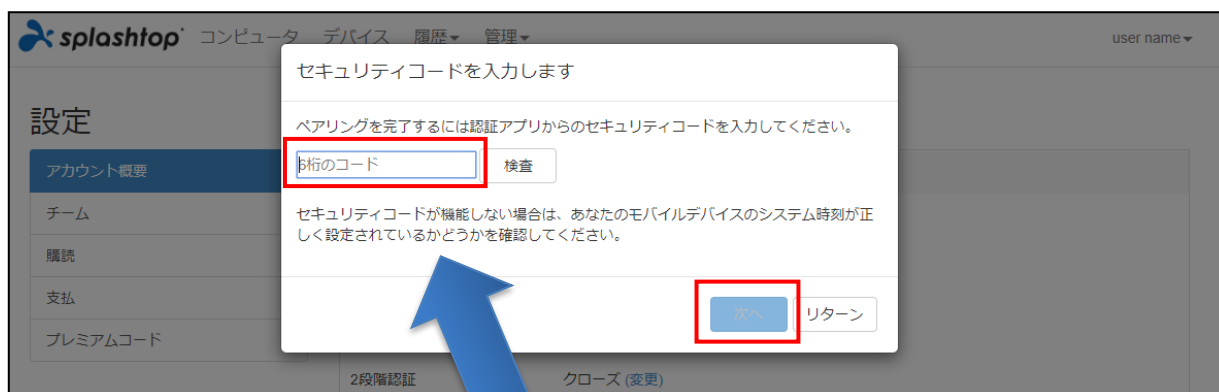 splashtop コンピュータ デバイス 履歴 管理 user name
セキュリティコードを入力します
設定
ペアリングを完了するには認証アプリからのセキュリティコードを入力してください。
6桁のコード 検査
アカウント概要
チーム
セキュリティコードが機能しない場合は、あなたのモバイルデバイスのシステム時刻が正
しく設定されているかどうかを確認してください。
購読
支払
次へ リターン
プレミアムコード
2段階認証 クローズ (変更)